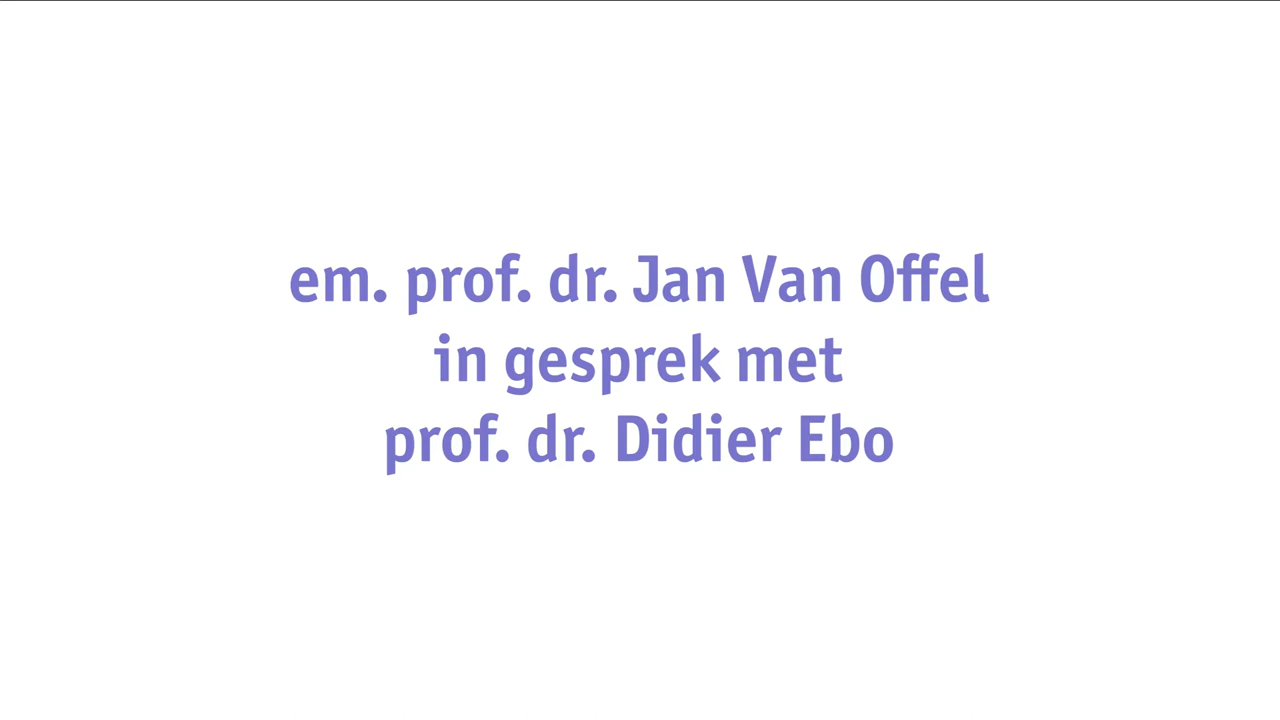 em. prof. dr. Jan Van Offel
in gesprek met
prof. dr. Didier Ebo